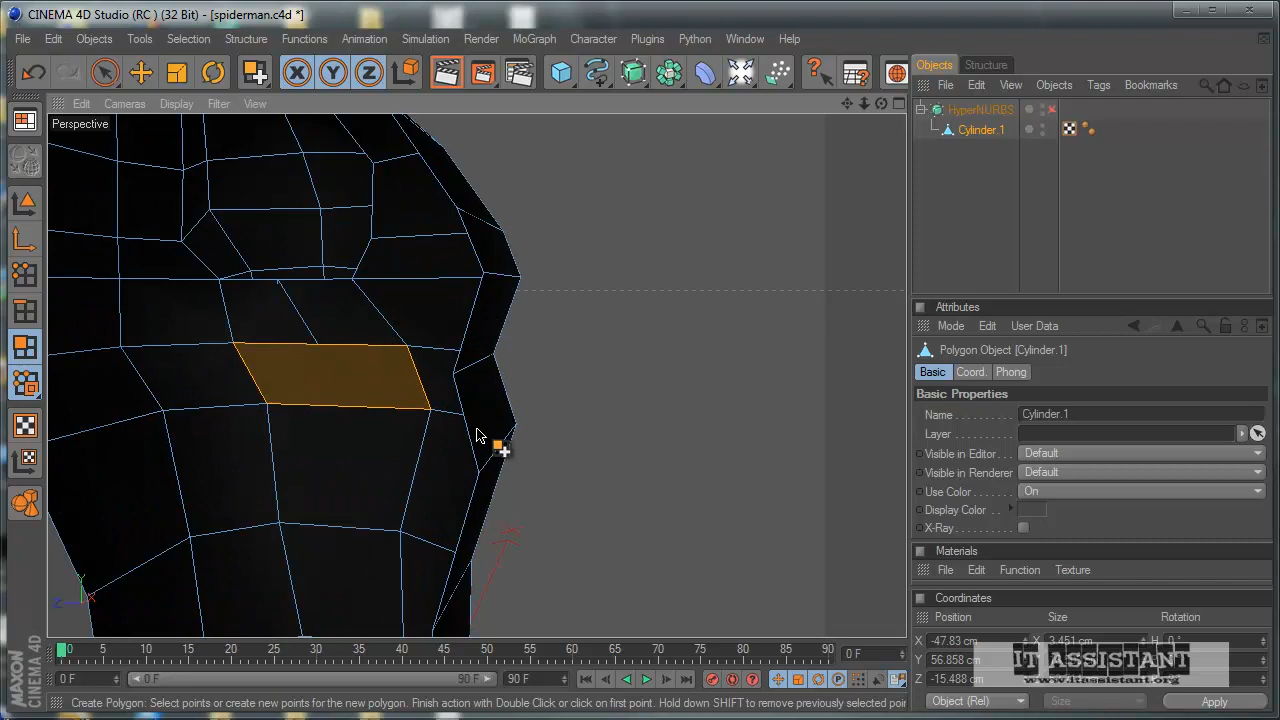 CINEMA 4D Studio (RC ) (32 Bit) - [spiderman.c4d *]
File Edit Objects Tools Selection Structure Functions Animation Simulation Render MoGraph Character Plugins Python Window Help
X Y Z
Edit Cameras Display Filter View
Perspective
Objects Structure
File Edit View Objects Tags Bookmarks
HyperNURBS
Cylinder.1
Attributes
Mode Edit User Data
Polygon Object [Cylinder.1]
Basic Coord. Phong
Basic Properties
Name Cylinder.1
Layer
Visible in Editor . . . Default
Visible in Renderer Default
Use Color . . . On
Display Color . . .
X-Ray
Materials
File Edit Function Texture
Coordinates
Position Size Rotation
X -47.83 cm X 3.451 cm H 0 °
Y 56.858 cm
Z -15.488 cm
Object (Rel) Size Apply
Y
Z X
0 5 10 15 20 25 30 35 40 45 50 55 60 65 70 75 80 85 90 0 F
0 F 0 F 90 F 90 F
MAXON
CINEMA 4D
Create Polygon: Select points or create new points for the new polygon. Finish action with Double Click or click on first point. Hold down SHIFT to remove previously selected poin
IT ASSISTANT
www.itassistant.org